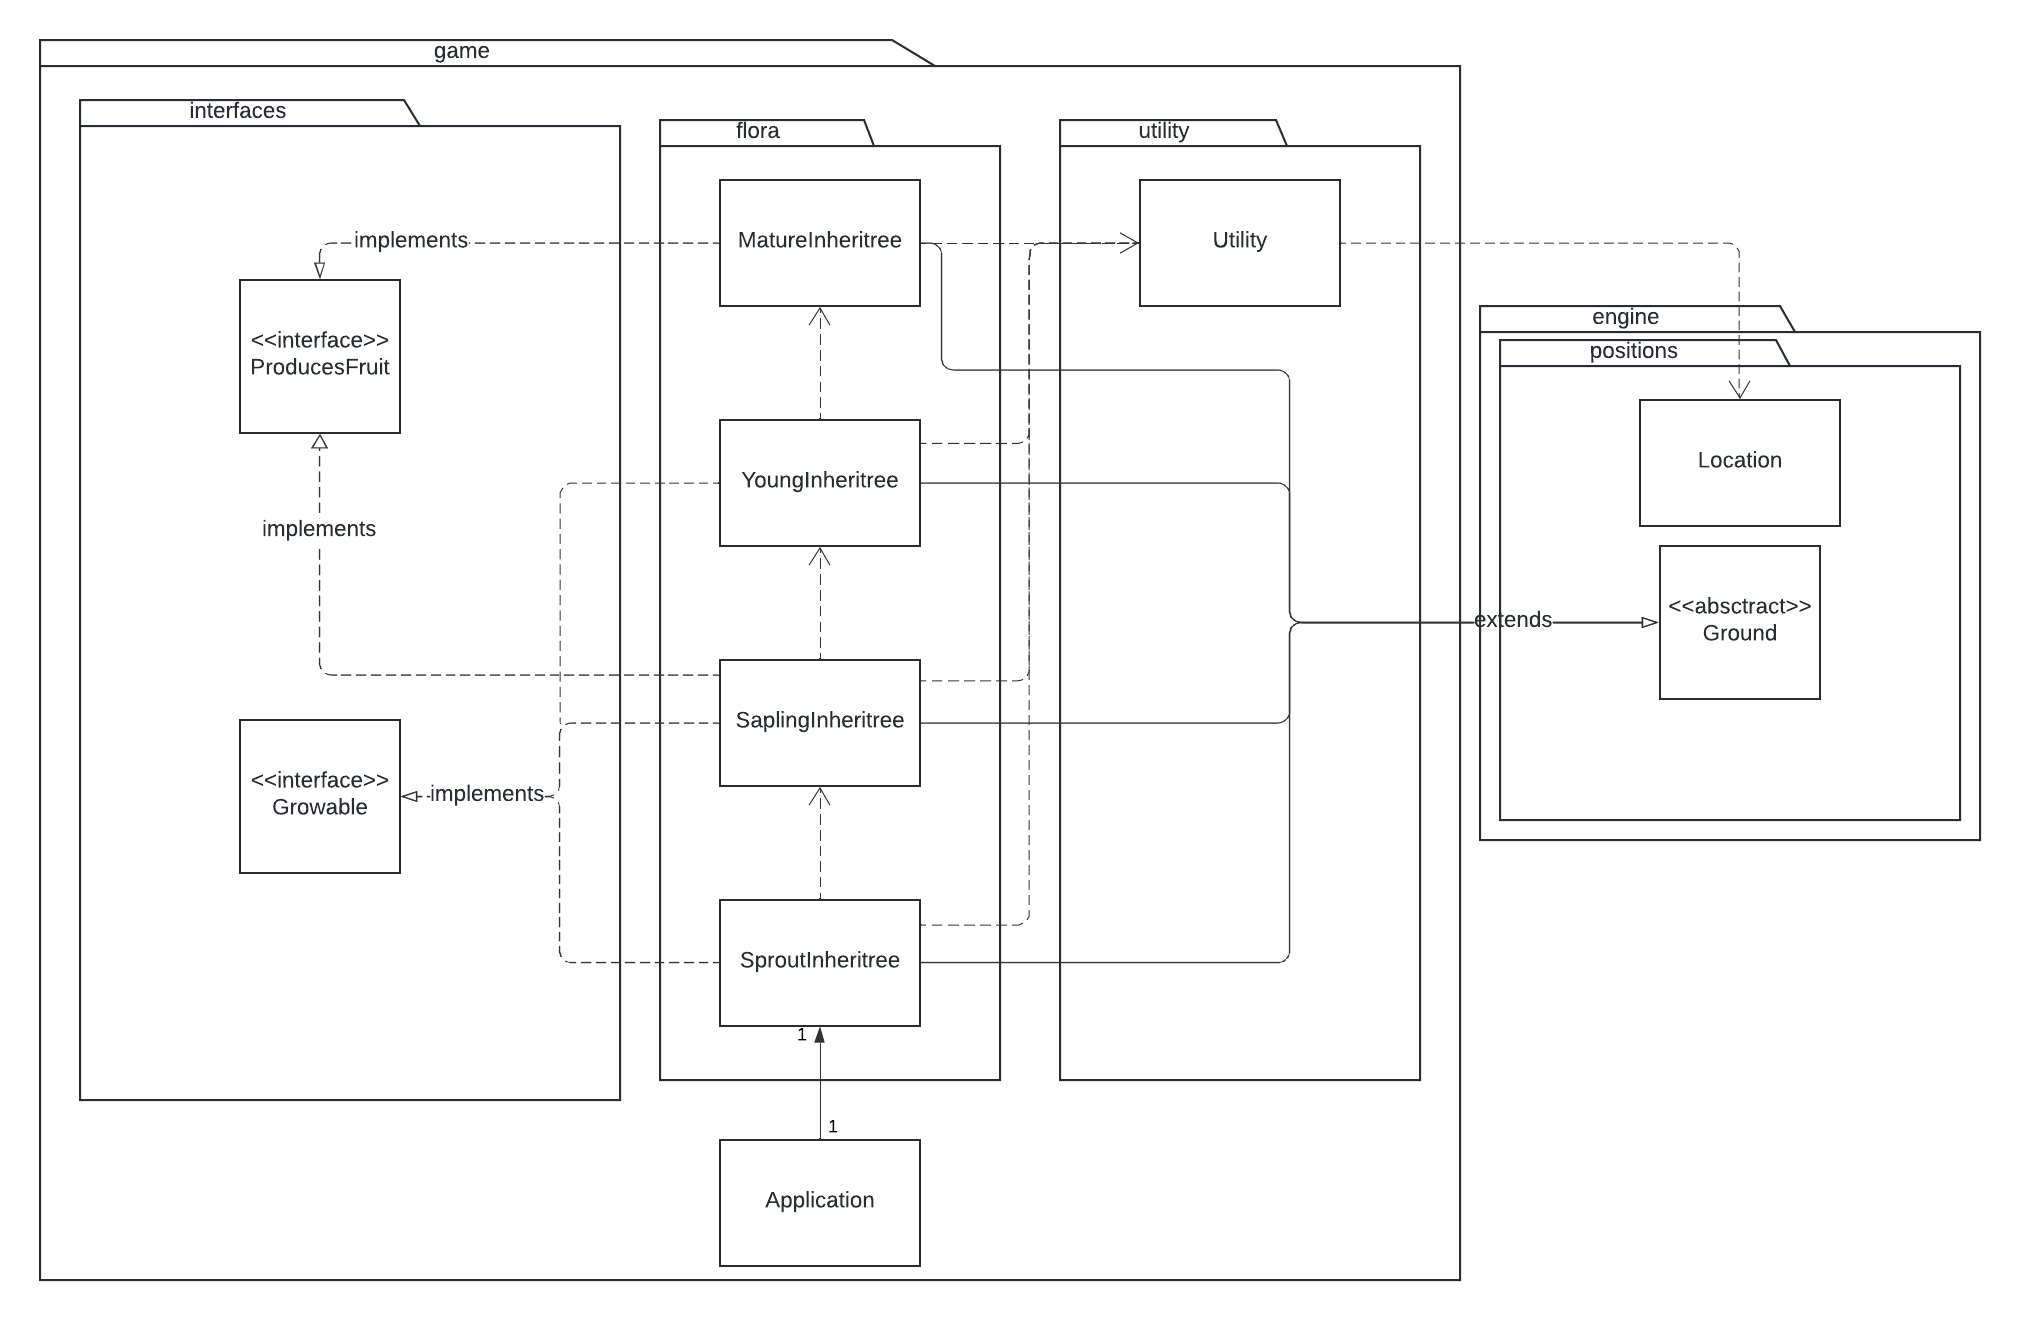 game
interfaces
flora
utility
implements
MatureInheritree
Utility
engine
<<interface>>
ProducesFruit
positions
Location
YoungInheritree
implements
extends
<<absctract>>
Ground
SaplingInheritree
<<interface>>
Growable
implements
SproutInheritree
1
1
Application